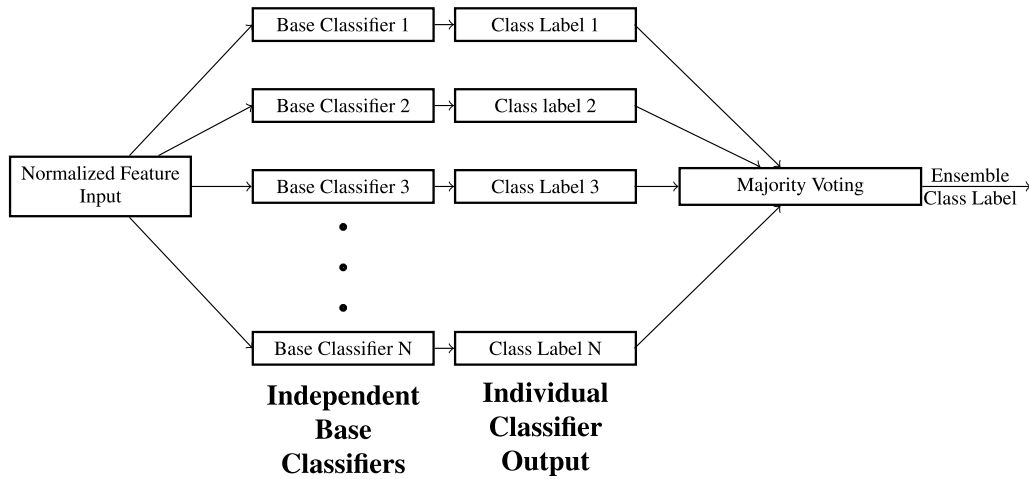 Base Classifier 1
Class Label 1
Base Classifier 2
Class label 2
Normalized Feature
Input
Base Classifier 3
Class Label 3
Majority Voting
Ensemble
Class Label
Base Classifier N
Class Label N
Independent
Base
Classifiers
Individual
Classifier
Output